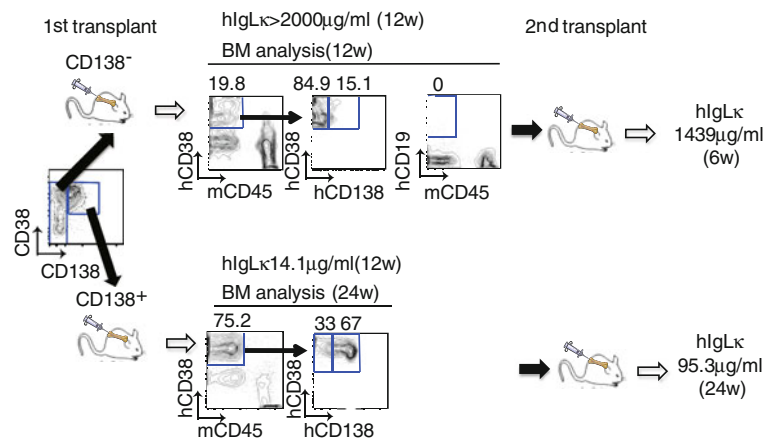 1st transplant
hIgLκ>2000μg/ml (12w)
2nd transplant
CD138-
BM analysis(12w)
19.8
84.9 15.1
0
hCD38
mCD45
hCD38
hCD138
hCD19
mCD45
hIgLκ
1439μg/ml
(6w)
CD38
CD138
CD138+
hIgLκ14.1μg/ml(12w)
BM analysis (24w)
75.2
33 67
hCD38
mCD45
hCD38
hCD138
hIgLκ
95.3μg/ml
(24w)